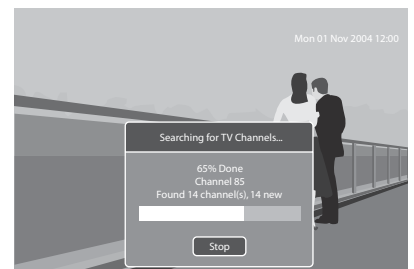 Mon 01 Nov 2004 12:00
Searching for TV Channels...
65% Done
Channel 85
Found 14 channel(s), 14 new
Stop